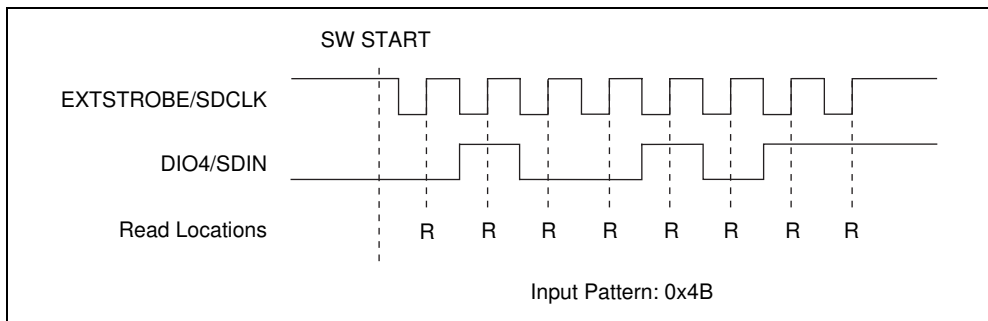 SW START
EXTSTROBE/SDCLK
DIO4/SDIN
Read Locations R R R R R R R R
Input Pattern: 0x4B